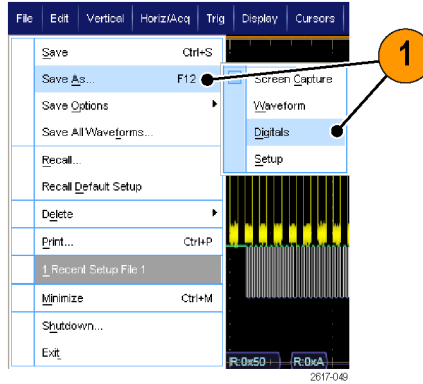 File Edit Vertical Horiz/Acq Trig Display Cursors
Save Ctrl+S
Save As... F12
Save Options
Save All Waveforms...
Recall...
Recall Default Setup
Delete
Print... Ctrl+P
1 Recent Setup File 1
Minimize Ctrl+M
Shutdown...
Exit
Screen Capture
Waveform
Digitals
Setup
1
R:0x50 R:0xA
2617-049